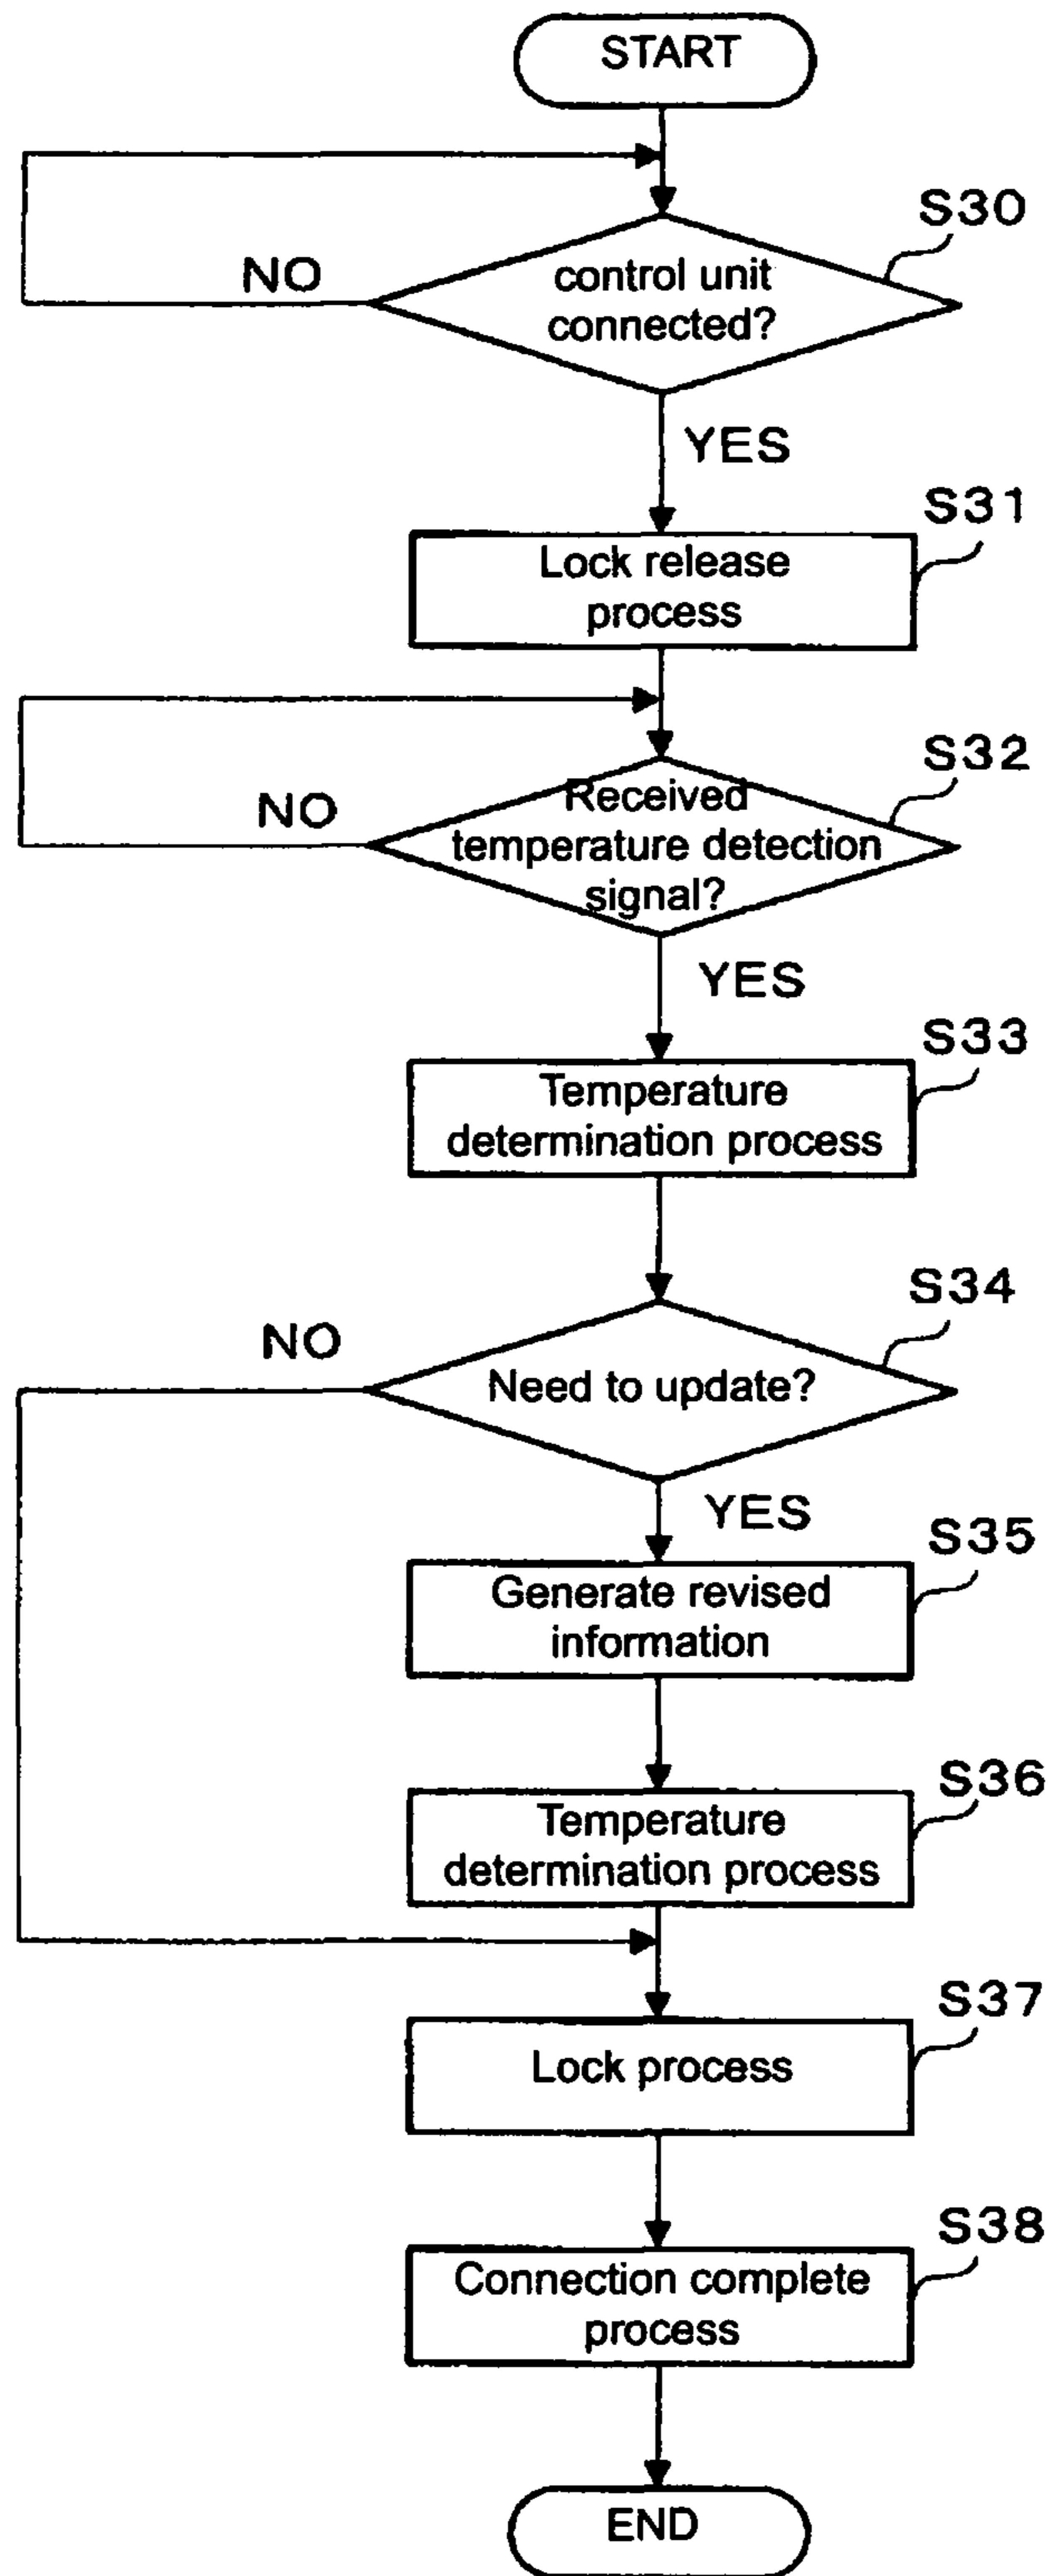 START
S30
control unit
connected?
NO
YES
S31
Lock release
process
S32
Received
temperature detection
signal?
NO
YES
S33
Temperature
determination process
S34
NO
Need to update?
YES
S35
Generate revised
information
S36
Temperature
determination process
S37
Lock process
S38
Connection complete
process
END